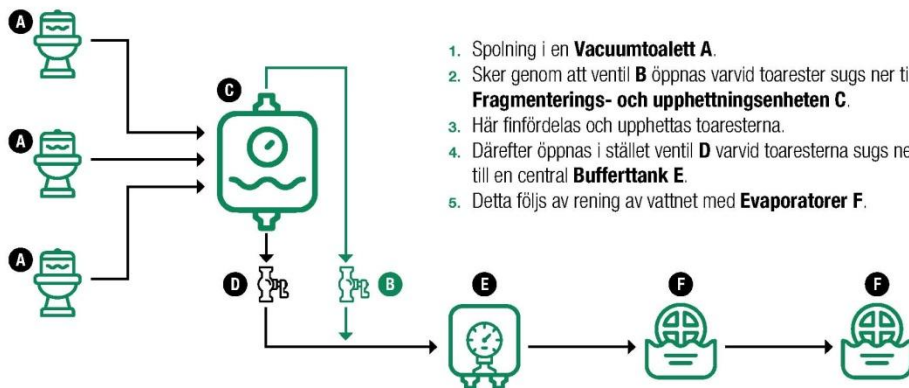 A
A
A
C
D
B
E
F
F
1. Spolning i en Vacuumtoalett A.
2. Sker genom att ventil B öppnas varvid toarester sugs ner ti
Fragmenterings- och upphettningsenheten C.
3. Här finfördelas och upphettas toaresterna.
4. Därefter öppnas i stället ventil D varvid toaresterna sugs ne
till en central Bufferttank E.
5. Detta följs av rening av vattnet med Evaporatorer F.